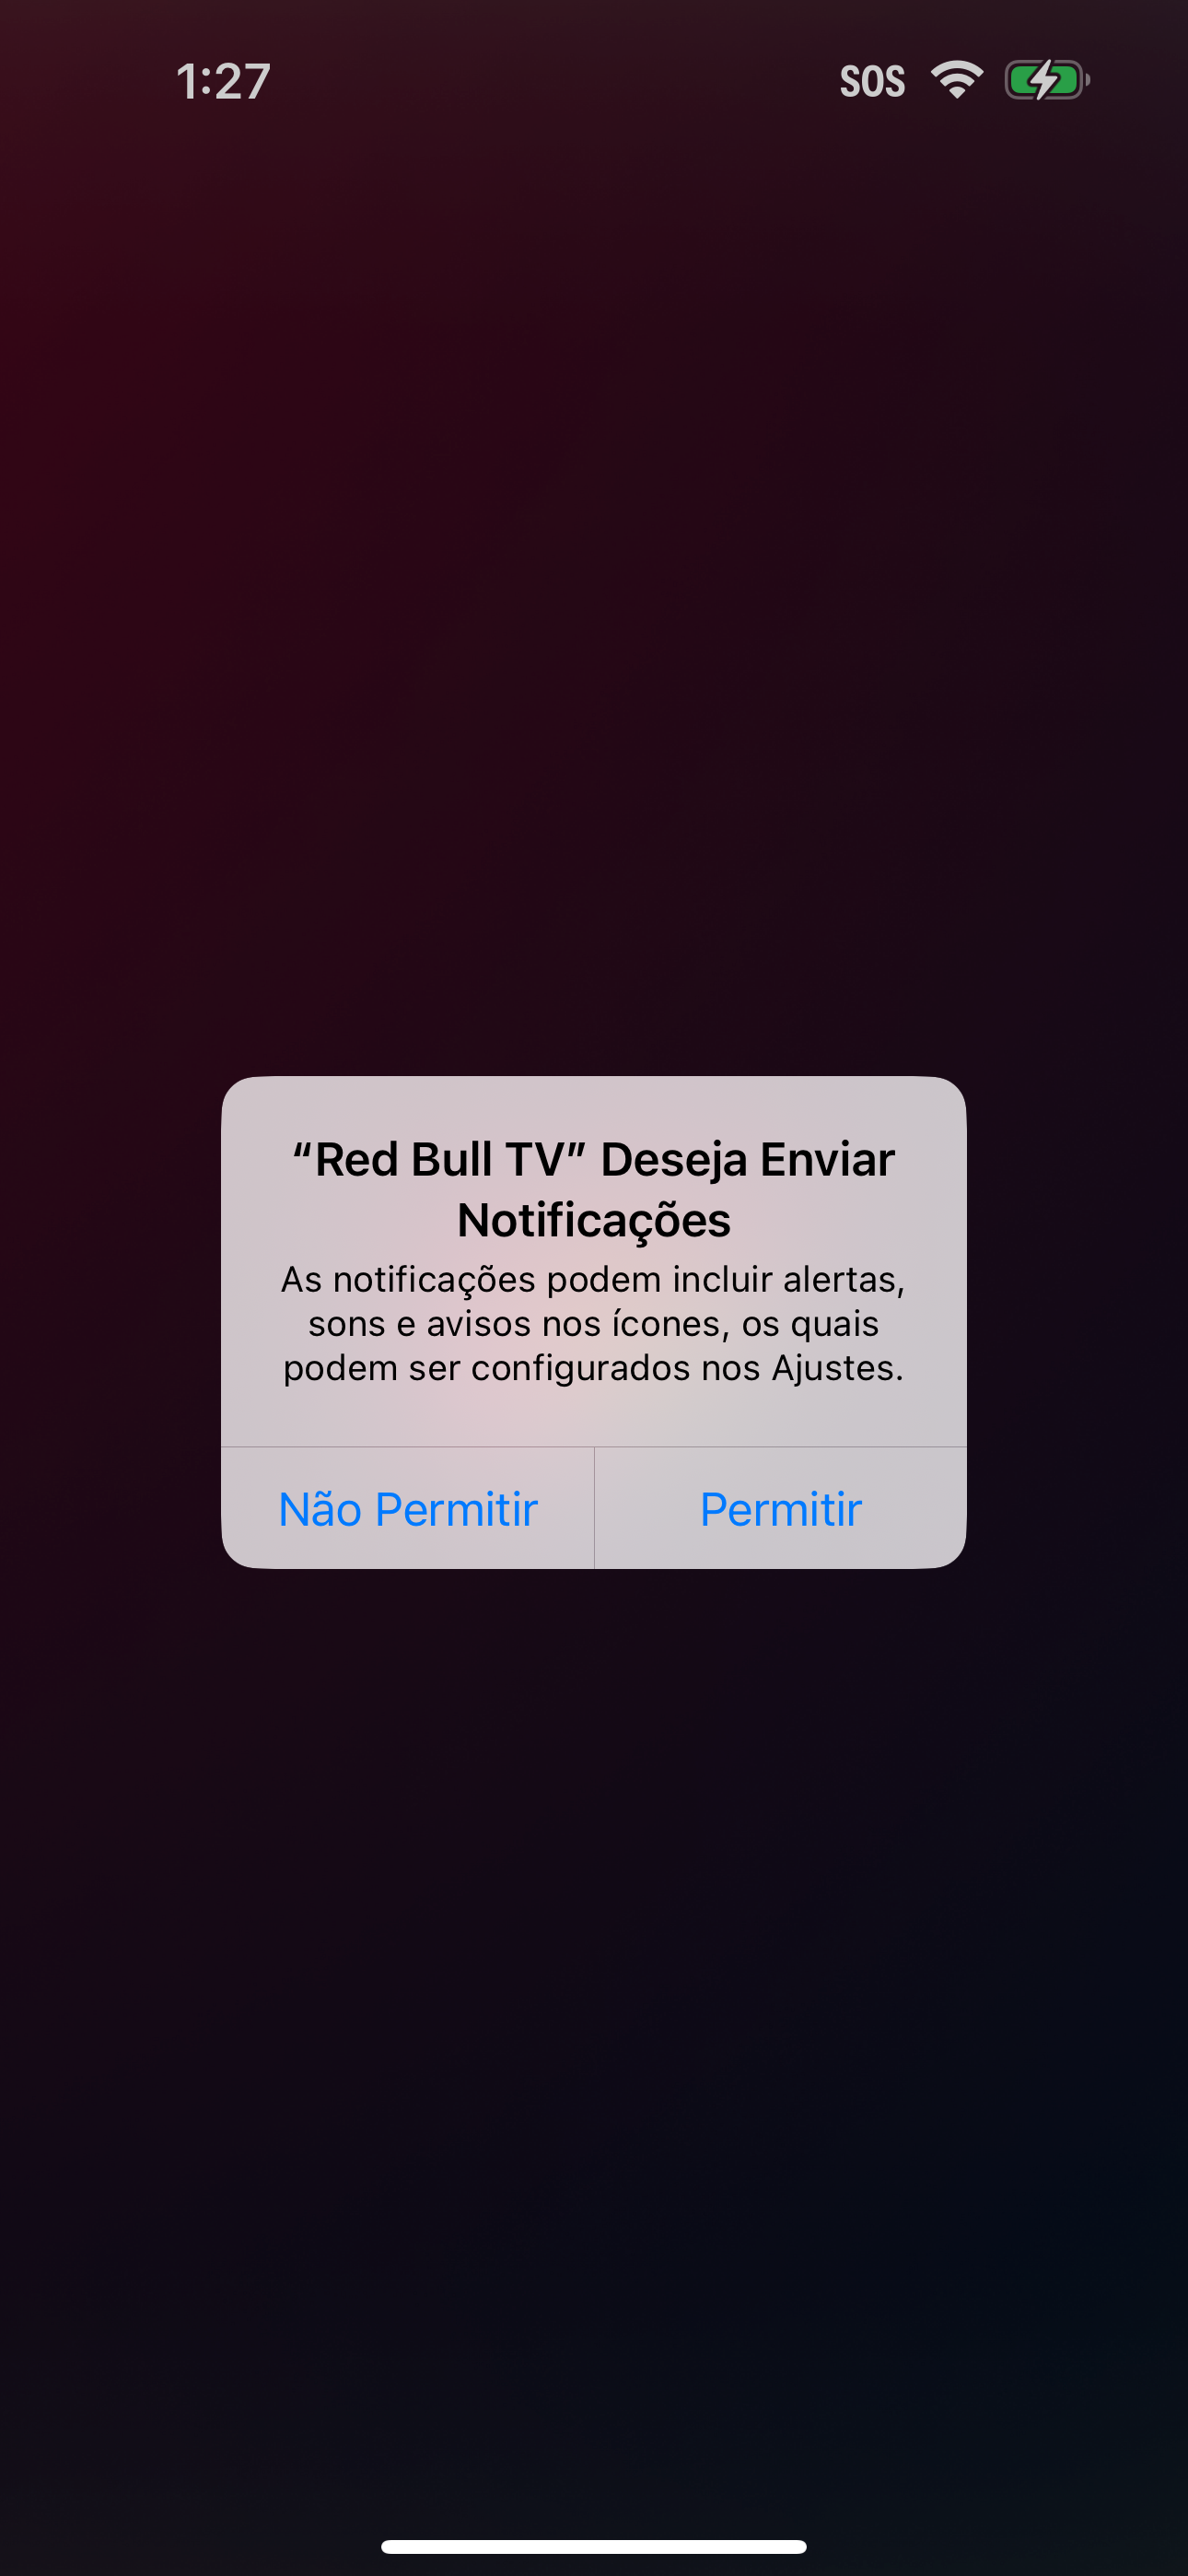 1:27
SOS
“Red Bull TV” Deseja Enviar
Notificações
As notificações podem incluir alertas,
sons e avisos nos ícones, os quais
podem ser configurados nos Ajustes.
Não Permitir
Permitir